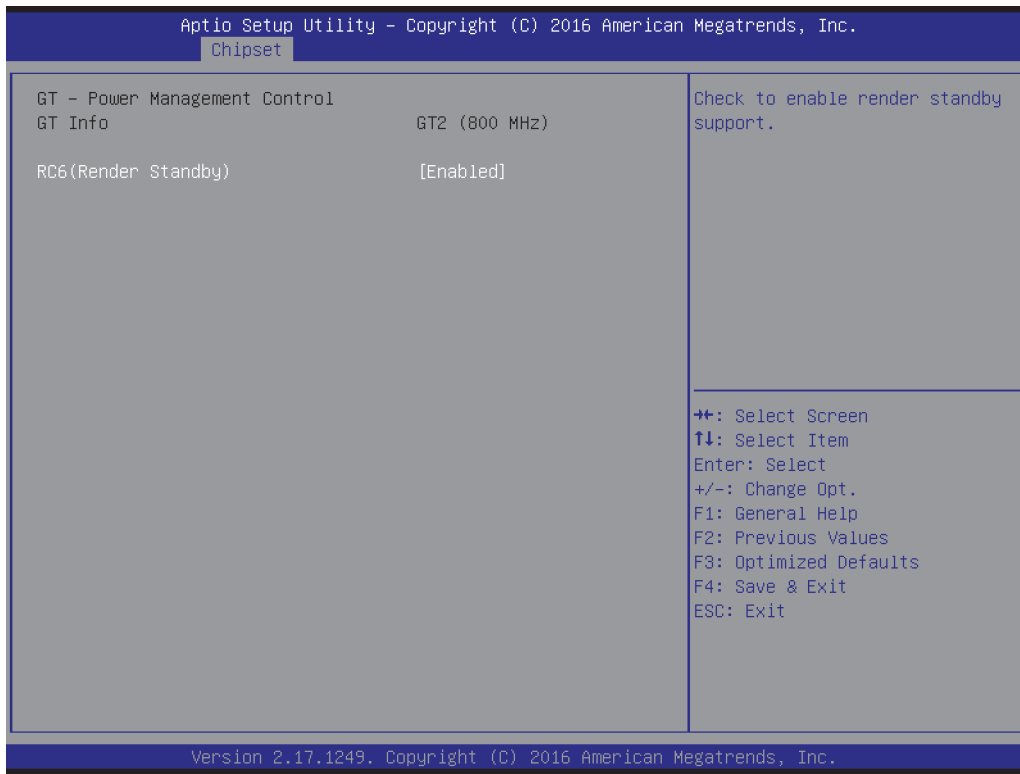 Aptio Setup Utility – Copyright (C) 2016 American Megatrends, Inc.
Chipset
GT – Power Management Control
GT Info GT2 (800 MHz)
RC6(Render Standby) [Enabled]
Check to enable render standby
support.
→←: Select Screen
↑↓: Select Item
Enter: Select
+/-: Change Opt.
F1: General Help
F2: Previous Values
F3: Optimized Defaults
F4: Save & Exit
ESC: Exit
Version 2.17.1249. Copyright (C) 2016 American Megatrends, Inc.